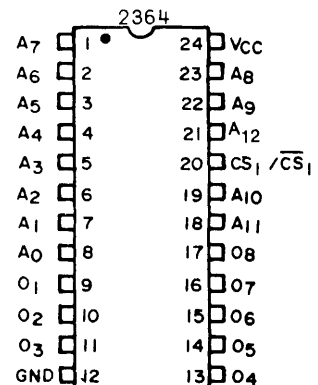 2364
A7 1 24 VCC
A6 2 23 A8
A5 3 22 A9
A4 4 21 A12
A3 5 20 CS1 / CS1
A2 6 19 A10
A1 7 18 A11
A0 8 17 O8
O1 9 16 O7
O2 10 15 O6
O3 11 14 O5
GND 12 13 O4